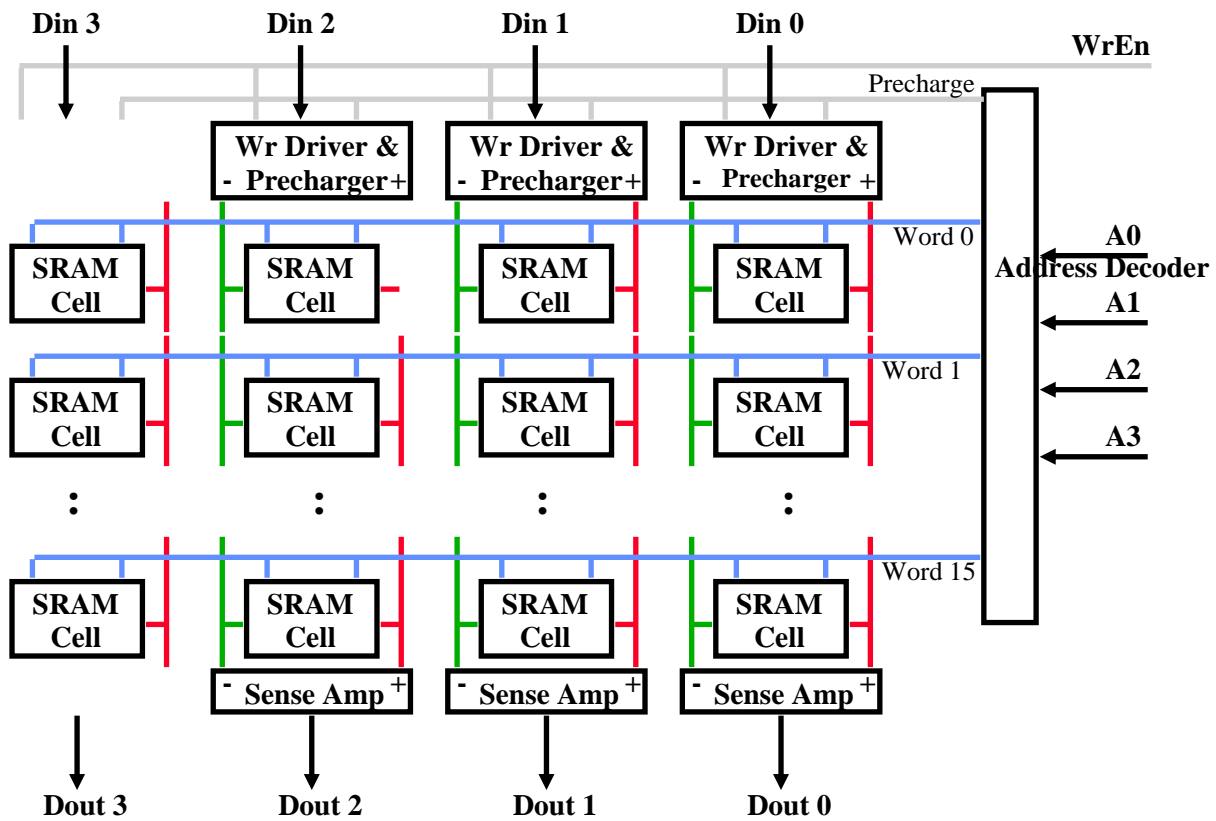 Din 3
Din 2
Din 1
Din 0
WrEn
Precharge
Wr Driver &
- Precharger +
Wr Driver &
- Precharger +
Wr Driver &
- Precharger +
Word 0
SRAM
Cell
SRAM
Cell
SRAM
Cell
SRAM
Cell
A0
Address Decoder
A1
Word 1
A2
SRAM
Cell
SRAM
Cell
SRAM
Cell
SRAM
Cell
A3
:
:
:
:
Word 15
SRAM
Cell
SRAM
Cell
SRAM
Cell
SRAM
Cell
- Sense Amp +
- Sense Amp +
- Sense Amp +
Dout 3
Dout 2
Dout 1
Dout 0